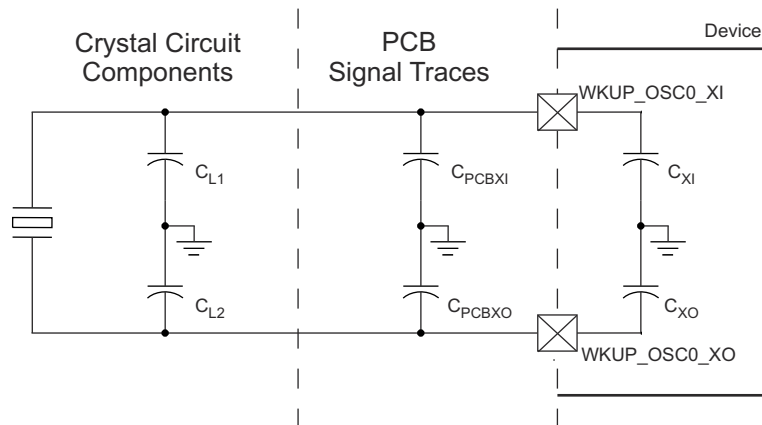 Crystal Circuit
Components
PCB
Signal Traces
Device
WKUP_OSC0_XI
CL1
CPCBXI
CXI
CL2
CPCBXO
CXO
WKUP_OSC0_XO